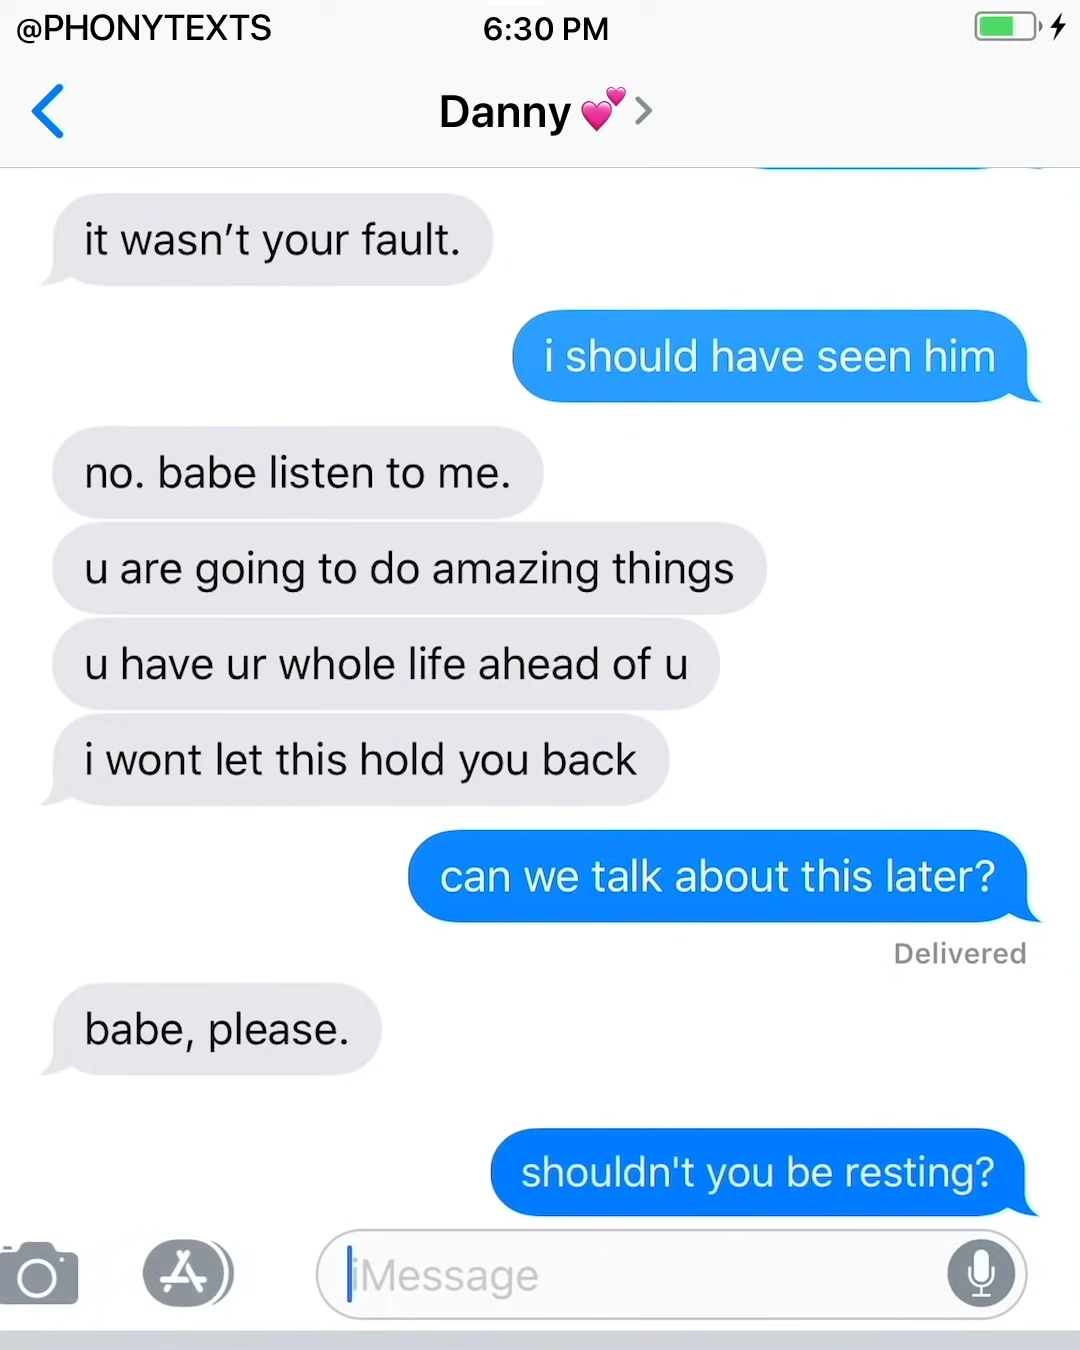 @PHONYTEXTS
6:30 PM
Danny 💕
it wasn’t your fault.
i should have seen him
no. babe listen to me.
u are going to do amazing things
u have ur whole life ahead of u
i wont let this hold you back
can we talk about this later?
Delivered
babe, please.
shouldn't you be resting?
iMessage